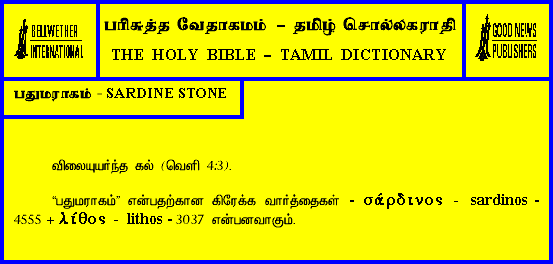 BELLWETHER
INTERNATIONAL
பரிசுத்த வேதாகமம் – தமிழ் சொல்லகராதி
THE HOLY BIBLE – TAMIL DICTIONARY
GOOD NEWS
PUBLISHERS
பதுமராகம் - SARDINE STONE
விலையுயர்ந்த கல் (வெளி 4:3).
“பதுமராகம்” என்பதற்கான கிரேக்க வார்த்தைகள் - σάρδινος - sardinos -
4555 + λίθος - lithos - 3037 என்பனவாகும்.